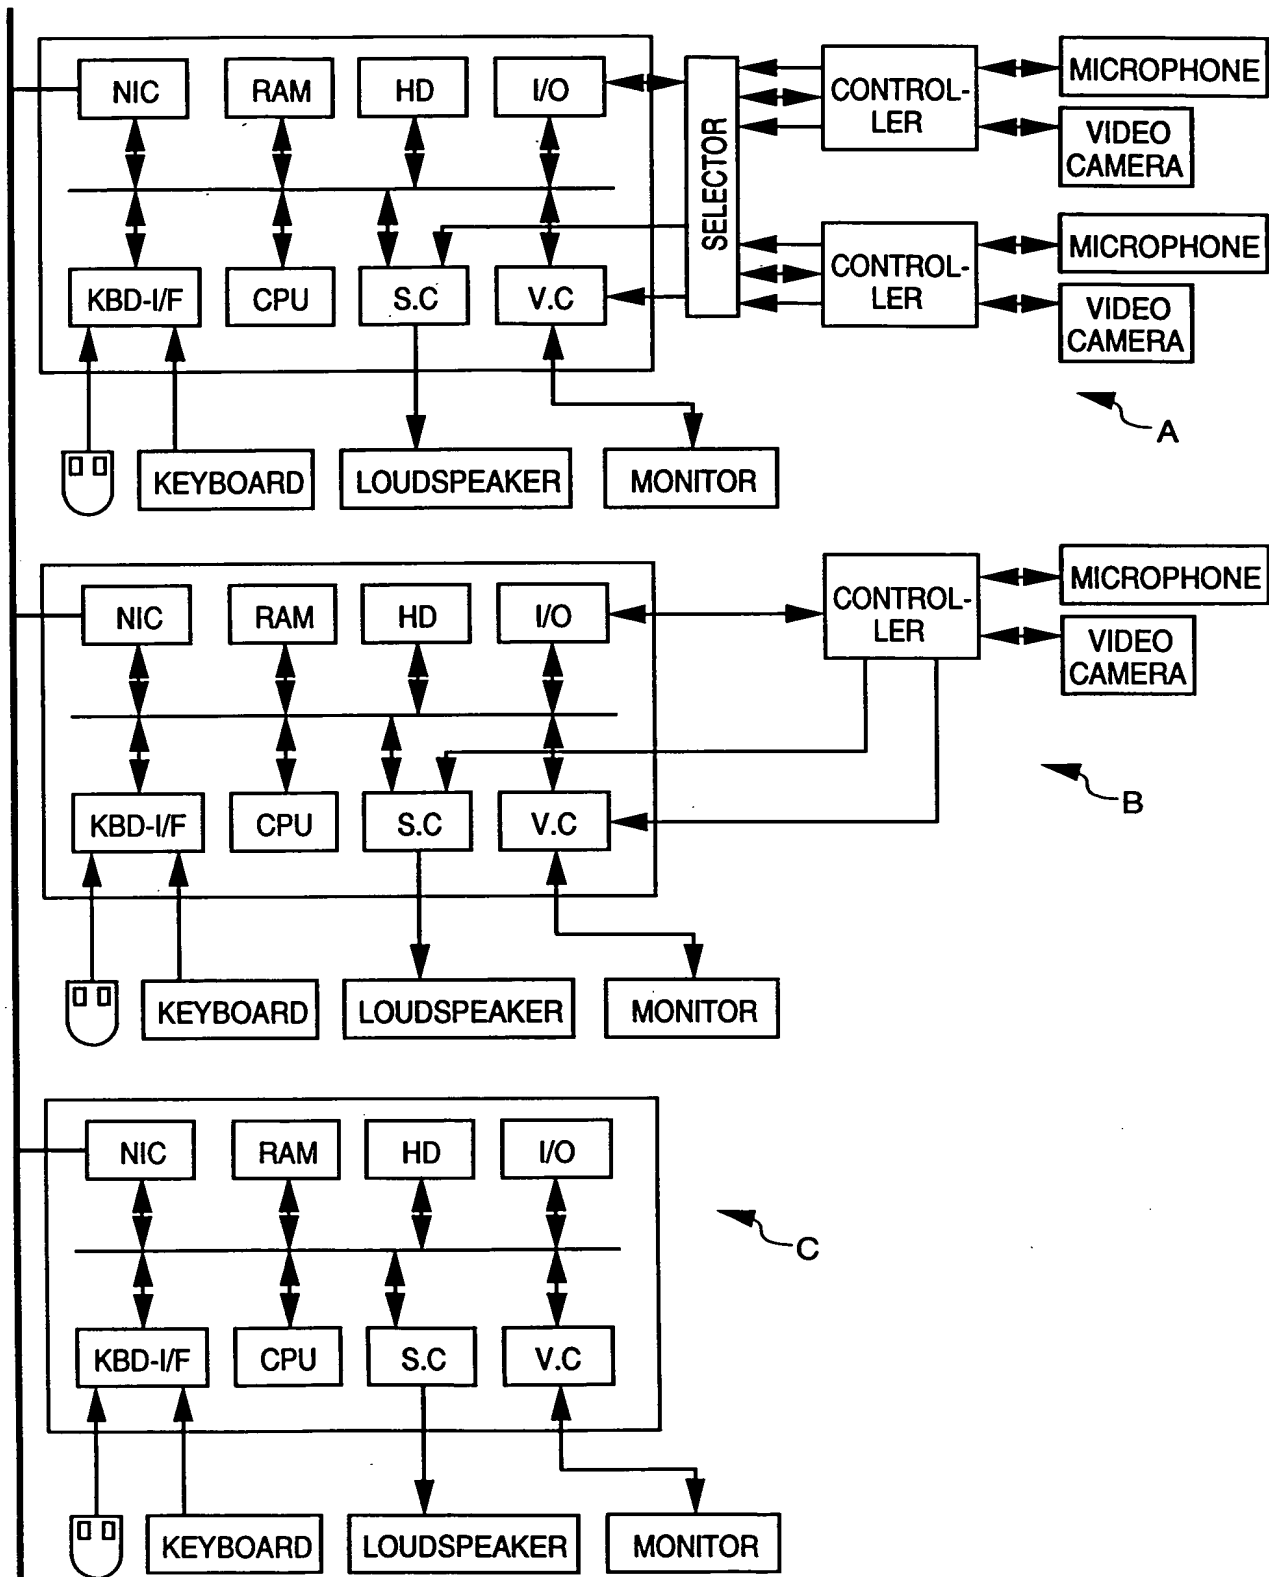 NIC
RAM
HD
I/O
SELECTOR
CONTROL-
LER
MICROPHONE
VIDEO
CAMERA
KBD-I/F
CPU
S.C
V.C
CONTROL-
LER
MICROPHONE
VIDEO
CAMERA
A
KEYBOARD
LOUDSPEAKER
MONITOR
NIC
RAM
HD
I/O
CONTROL-
LER
MICROPHONE
VIDEO
CAMERA
B
KBD-I/F
CPU
S.C
V.C
KEYBOARD
LOUDSPEAKER
MONITOR
NIC
RAM
HD
I/O
C
KBD-I/F
CPU
S.C
V.C
KEYBOARD
LOUDSPEAKER
MONITOR